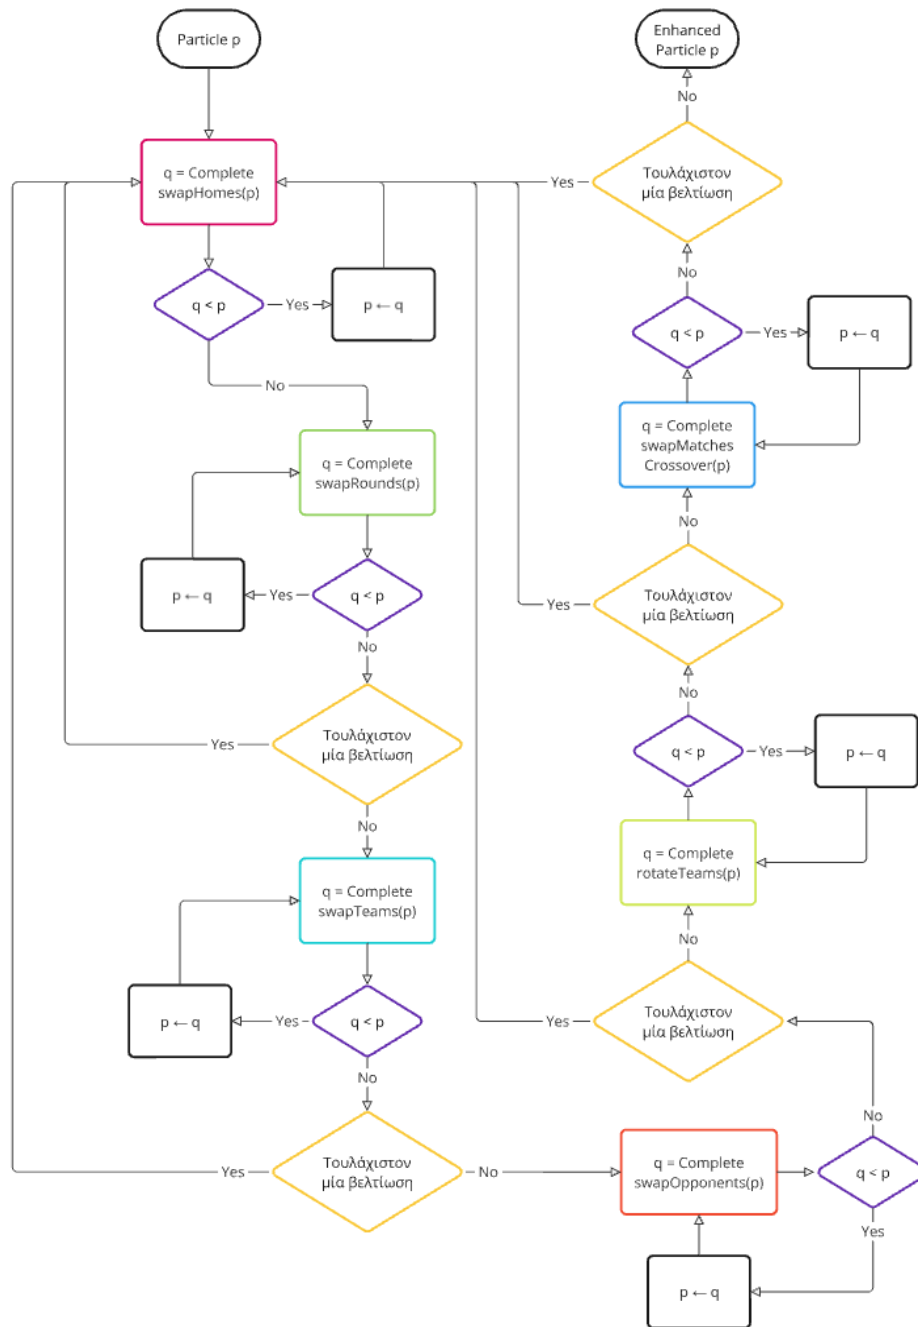 Particle p
q = Complete
swapHomes(p)
q < p
Yes
p ← q
No
q = Complete
swapRounds(p)
q < p
Yes
p ← q
No
Τουλάχιστον
μία βελτίωση
Yes
No
q = Complete
swapTeams(p)
q < p
Yes
p ← q
No
Τουλάχιστον
μία βελτίωση
Yes
No
q = Complete
swapOpponents(p)
q < p
Yes
p ← q
No
Τουλάχιστον
μία βελτίωση
Yes
No
q = Complete
rotateTeams(p)
q < p
Yes
p ← q
No
Τουλάχιστον
μία βελτίωση
Yes
No
q = Complete
swapMatches
Crossover(p)
q < p
Yes
p ← q
No
Τουλάχιστον
μία βελτίωση
Yes
No
Enhanced
Particle p